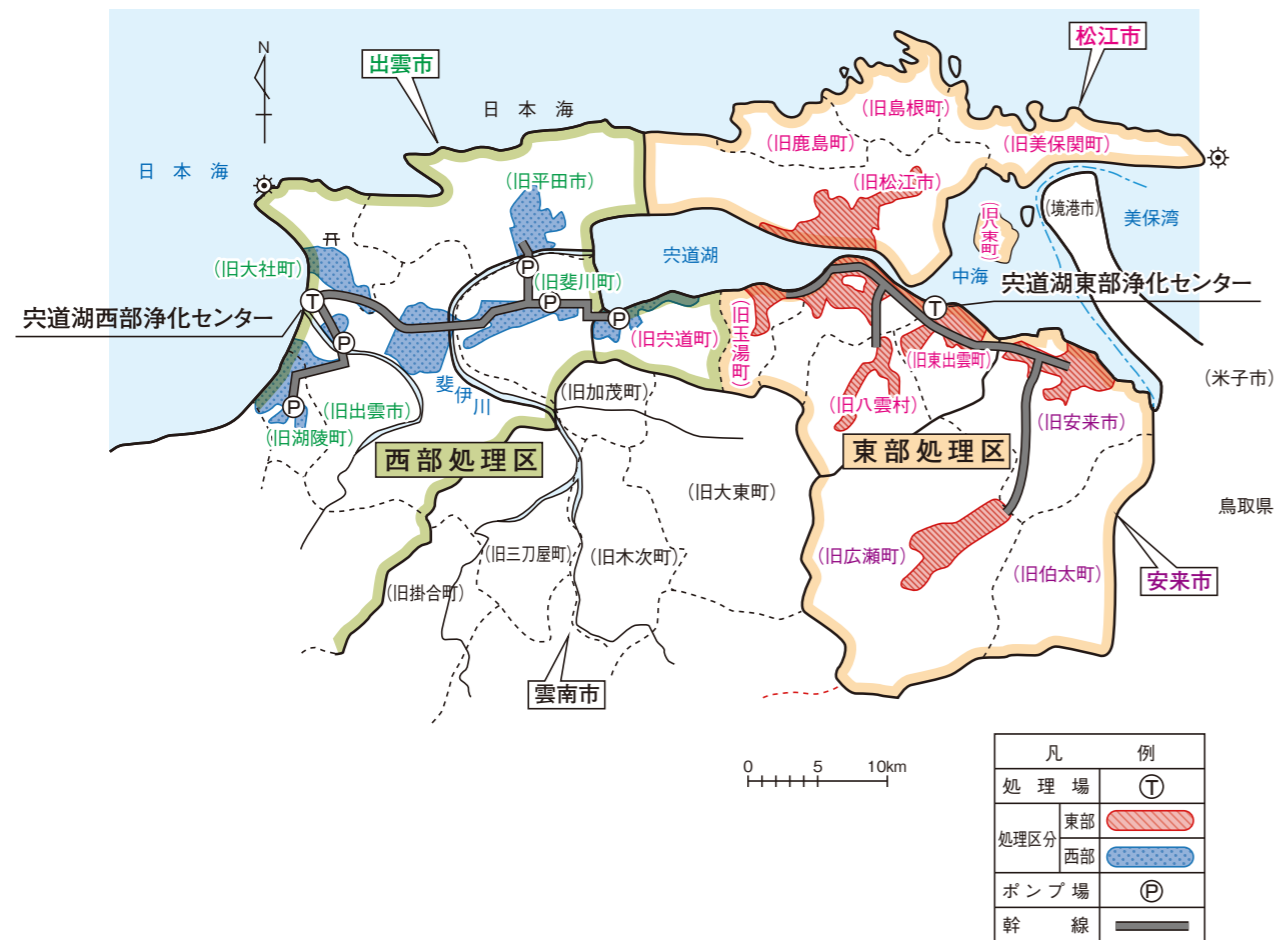 N
出雲市
松江市
日本海
日本海
(旧島根町)
(旧鹿島町)
(旧美保関町)
(旧平田市)
(旧松江市)
(境港市)
美保湾
(旧八束町)
宍道湖
中海
(旧大社町)
(旧斐川町)
宍道湖西部浄化センター
宍道湖東部浄化センター
T
P
P
P
P
P
T
(旧宍道町)
(旧玉湯町)
(旧東出雲町)
(米子市)
斐伊川
(旧加茂町)
(旧八雲村)
(旧出雲市)
(旧安来市)
(旧湖陵町)
西部処理区
東部処理区
(旧大東町)
鳥取県
(旧三刀屋町)
(旧木次町)
(旧広瀬町)
(旧伯太町)
(旧掛合町)
安来市
雲南市
0 5 10km
凡例
処理場 T
処理区分 東部
西部
ポンプ場 P
幹線